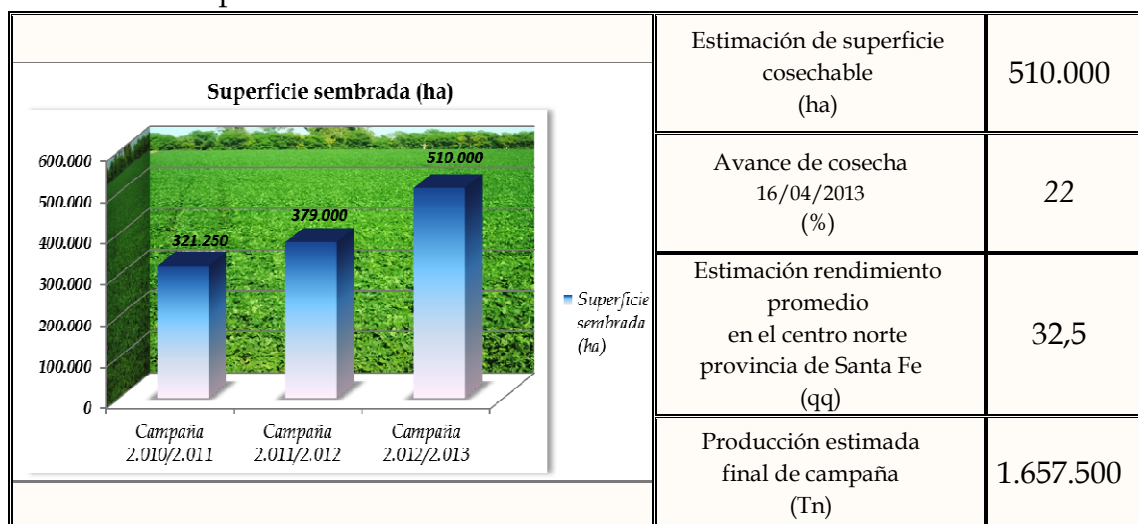 Superficie sembrada (ha)
600.000
500.000
400.000
300.000
200.000
100.000
0
321.250
379.000
510.000
Campaña
2.010/2.011
Campaña
2.011/2.012
Campaña
2.012/2.013
Superficie
sembrada
(ha)
Estimación de superficie
cosechable
(ha)
510.000
Avance de cosecha
16/04/2013
(%)
22
Estimación rendimiento
promedio
en el centro norte
provincia de Santa Fe
(qq)
32,5
Producción estimada
final de campaña
(Tn)
1.657.500